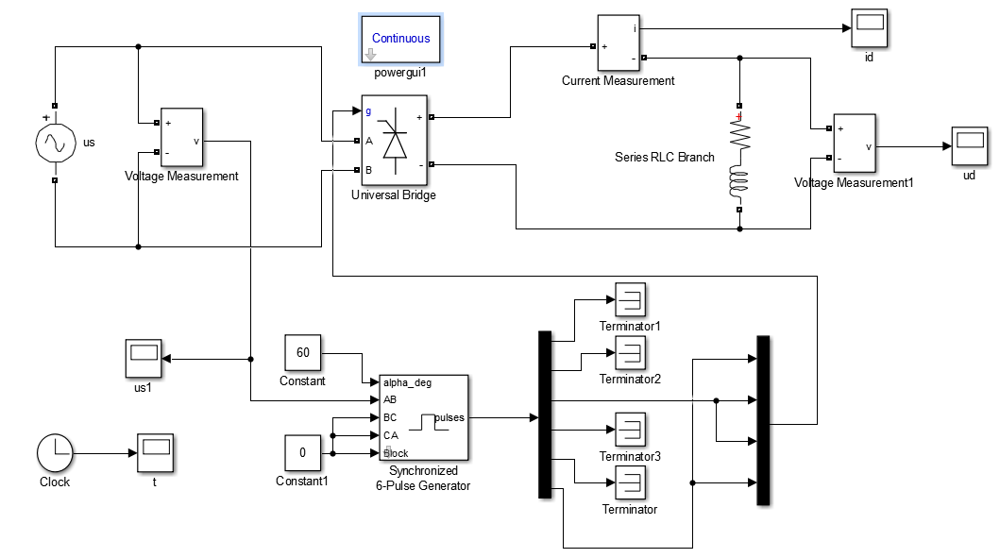 Continuous
powergui1
i
+
-
Current Measurement
id
+
us
+
-
v
Voltage Measurement
g
A
B
+
-
Universal Bridge
+
Series RLC Branch
+
-
v
Voltage Measurement1
ud
Terminator1
Terminator2
Terminator3
Terminator
us1
60
Constant
0
Constant1
alpha_deg
AB
BC
CA
Block
pulses
Synchronized
6-Pulse Generator
Clock
t